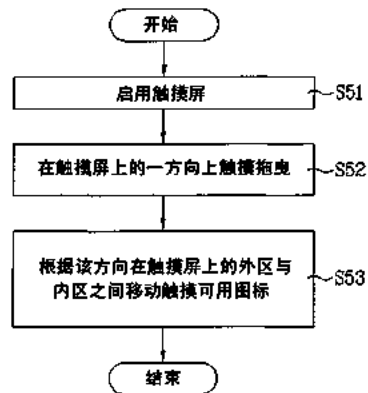 开始
启用触摸屏
S51
在触摸屏上的一方向上触摸拖曳
S52
根据该方向在触摸屏上的外区与
内区之间移动触摸可用图标
S53
结束